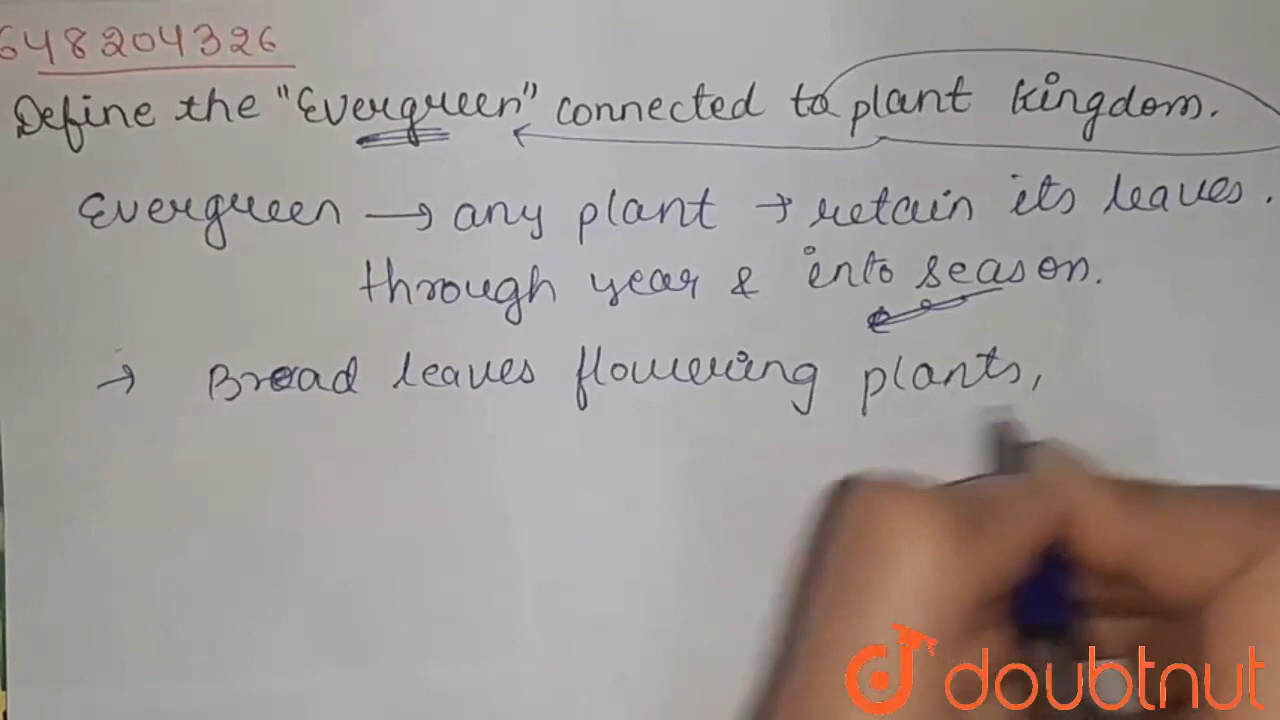 648204326
Define the "Evergreen" connected to plant kingdom.
Evergreen → any plant → retain its leaves.
through year & into season.
→ Broad leaves flowering plants,
doubtnut